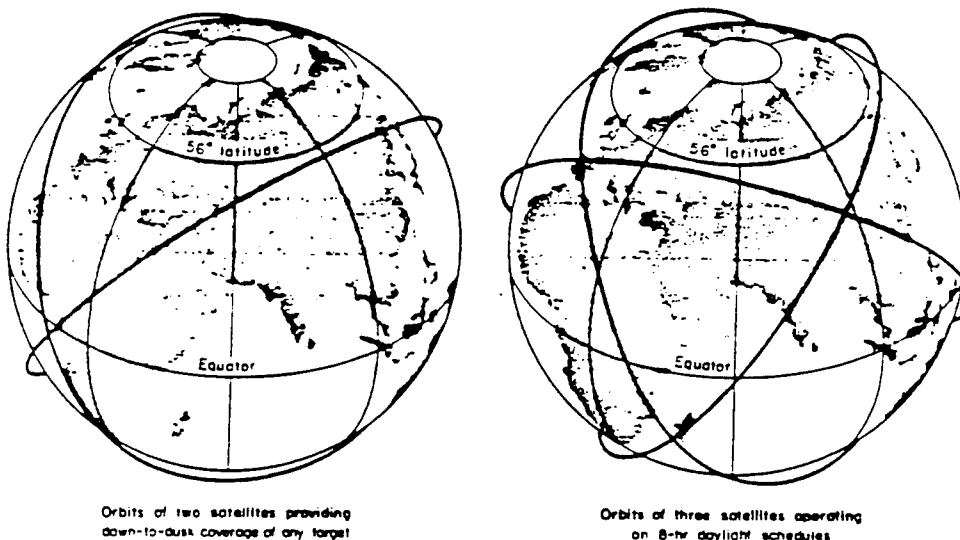 56° latitude
Equator
Orbits of two satellites providing
dawn-to-dusk coverage of any target
56° latitude
Equator
Orbits of three satellites operating
on 8-hr daylight schedules